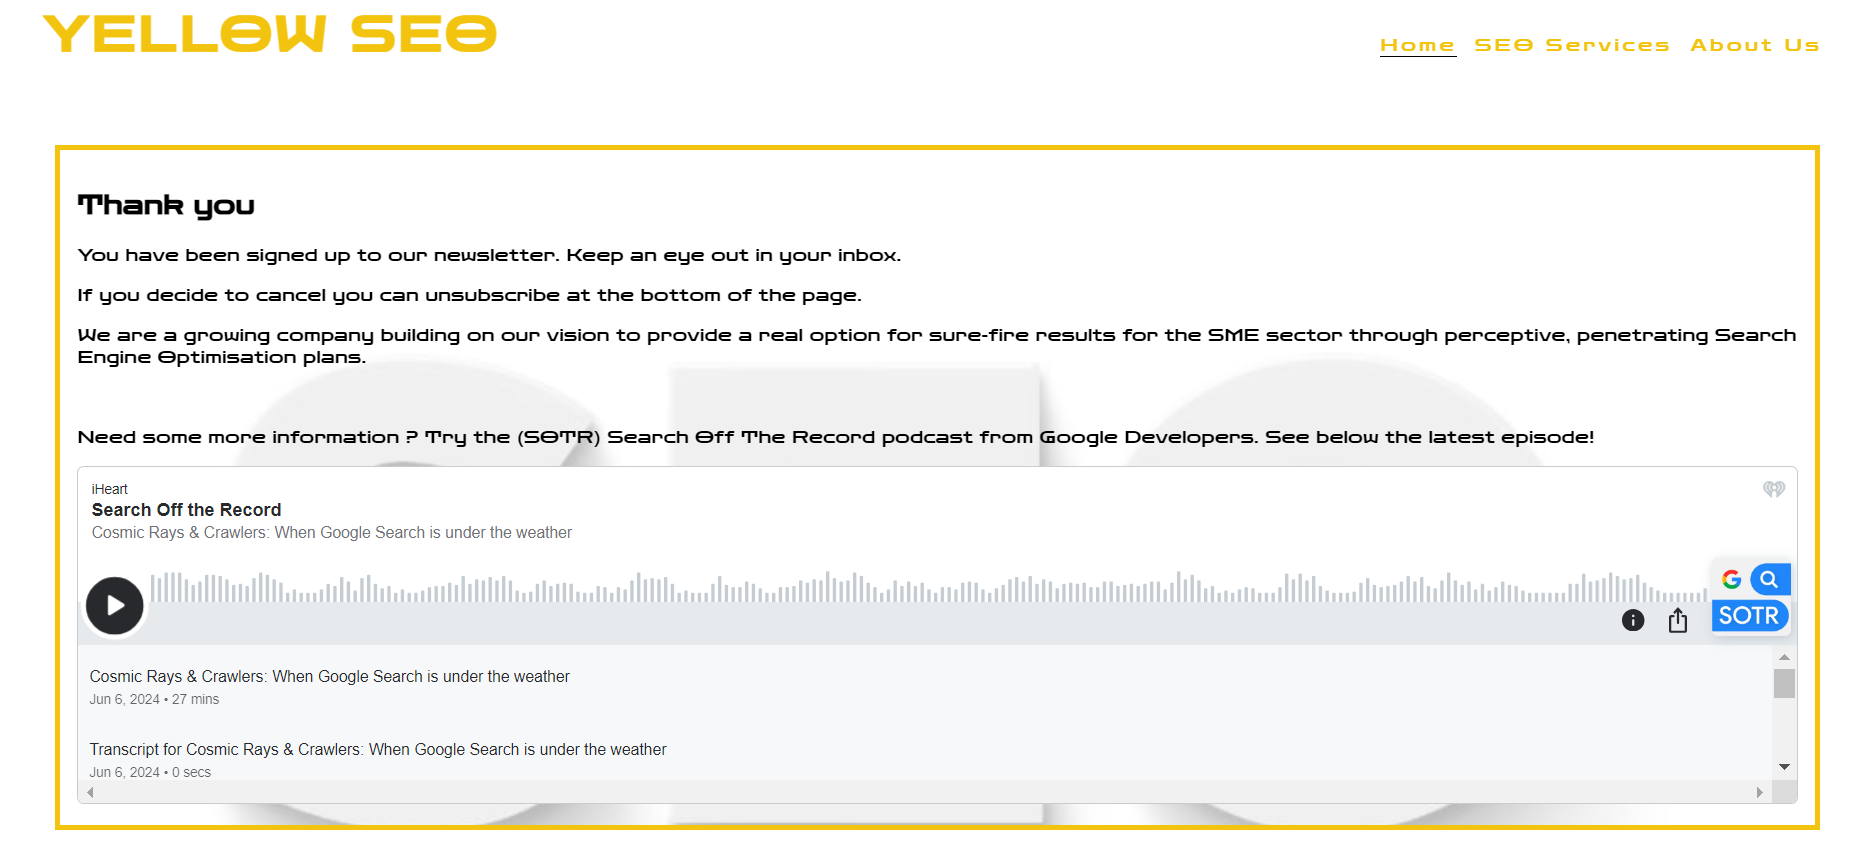 YELLOW SEO
Home SEO Services About Us
Thank you
You have been signed up to our newsletter. Keep an eye out in your inbox.
If you decide to cancel you can unsubscribe at the bottom of the page.
We are a growing company building on our vision to provide a real option for sure-fire results for the SME sector through perceptive, penetrating Search
Engine Optimisation plans.
Need some more information ? Try the (SOTR) Search Off The Record podcast from Google Developers. See below the latest episode!
iHeart
Search Off the Record
Cosmic Rays & Crawlers: When Google Search is under the weather
G
SOTR
Cosmic Rays & Crawlers: When Google Search is under the weather
Jun 6, 2024 • 27 mins
Transcript for Cosmic Rays & Crawlers: When Google Search is under the weather
Jun 6, 2024 • 0 secs